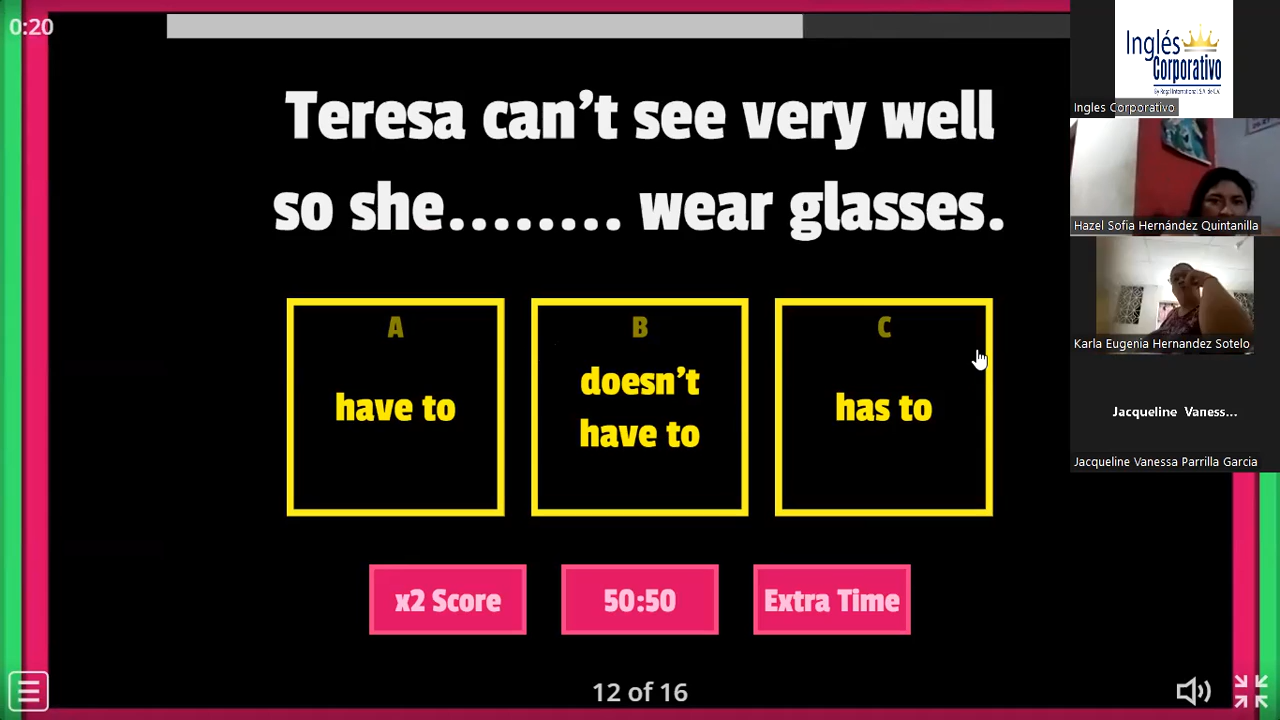 0:20
Teresa can't see very well
so she........ wear glasses.
A
have to
B
doesn't
have to
C
has to
x2 Score
50:50
Extra Time
12 of 16
Inglés
Corporativo
Ingles Corporativo
Hazel Sofía Hernández Quintanilla
Karla Eugenia Hernandez Sotelo
Jacqueline Vaness...
Jacqueline Vanessa Parrilla Garcia